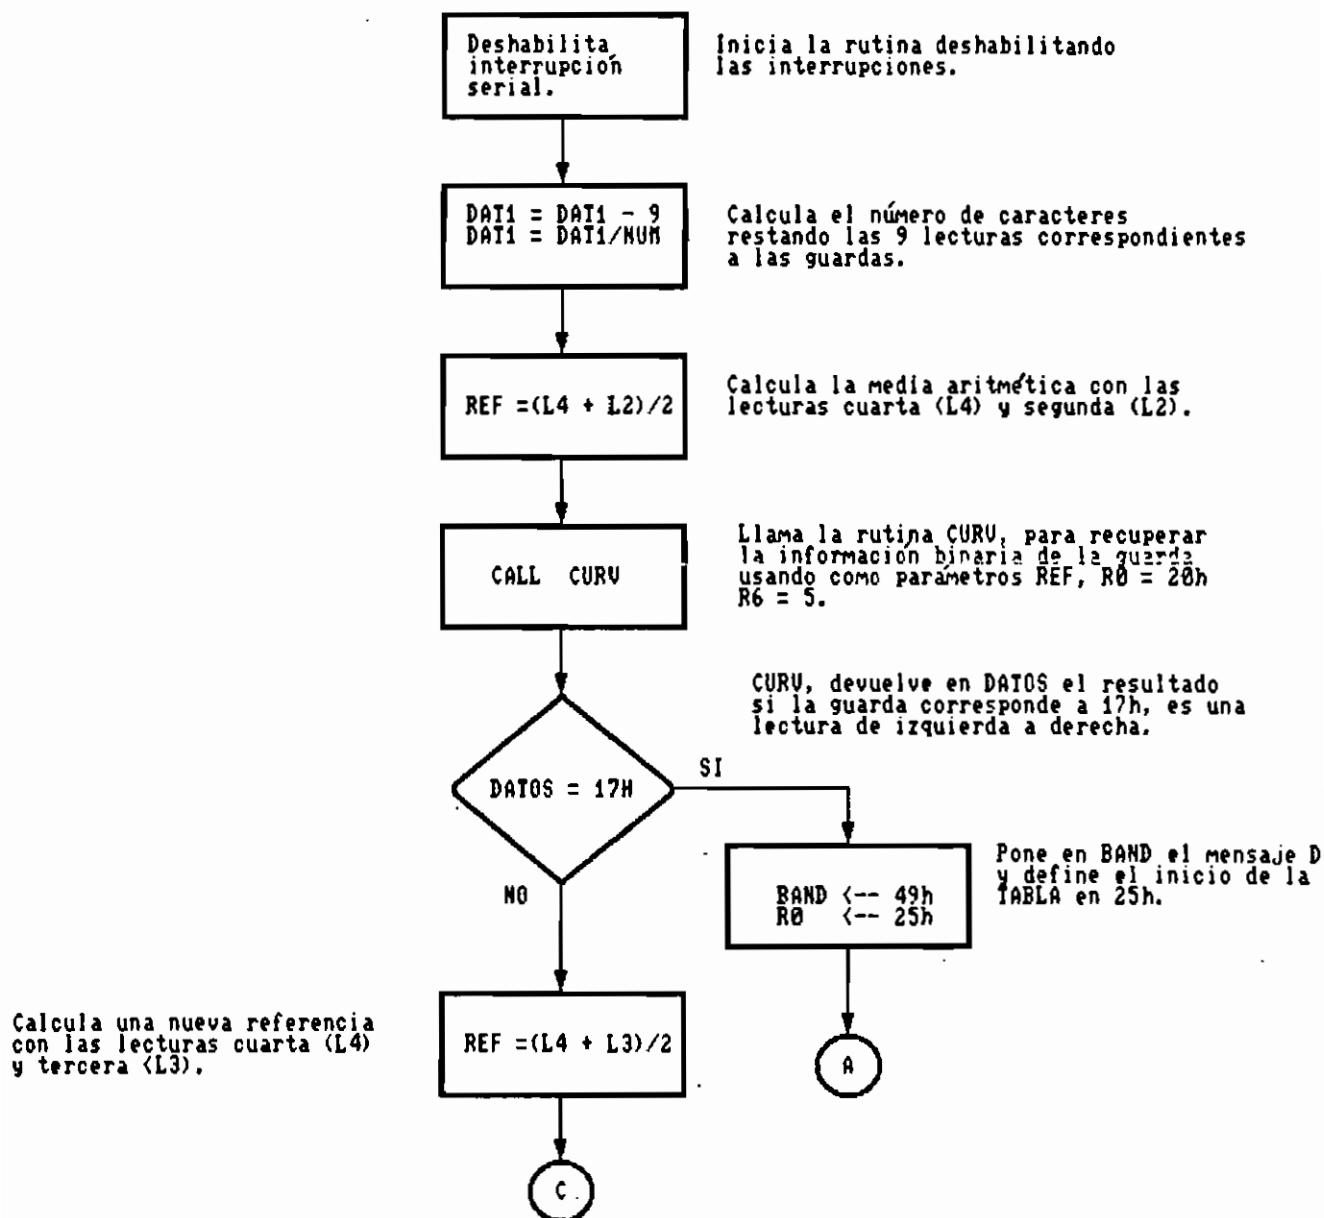 Deshabilita
interrupción
serial.
Inicia la rutina deshabilitando
las interrupciones.
DAT1 = DAT1 - 9
DAT1 = DAT1/NUM
Calcula el número de caracteres
restando las 9 lecturas correspondientes
a las guardas.
REF =(L4 + L2)/2
Calcula la media aritmética con las
lecturas cuarta (L4) y segunda (L2).
CALL CURV
Llama la rutina CURV, para recuperar
la información binaria de la guarda
usando como parámetros REF, R0 = 20h
R6 = 5.
CURV, devuelve en DATOS el resultado
si la guarda corresponde a 17h, es una
lectura de izquierda a derecha.
DATOS = 17H
SI
NO
BAND <-- 49h
R0 <-- 25h
Pone en BAND el mensaje D
y define el inicio de la
TABLA en 25h.
Calcula una nueva referencia
con las lecturas cuarta (L4)
y tercera (L3).
REF =(L4 + L3)/2
A
C